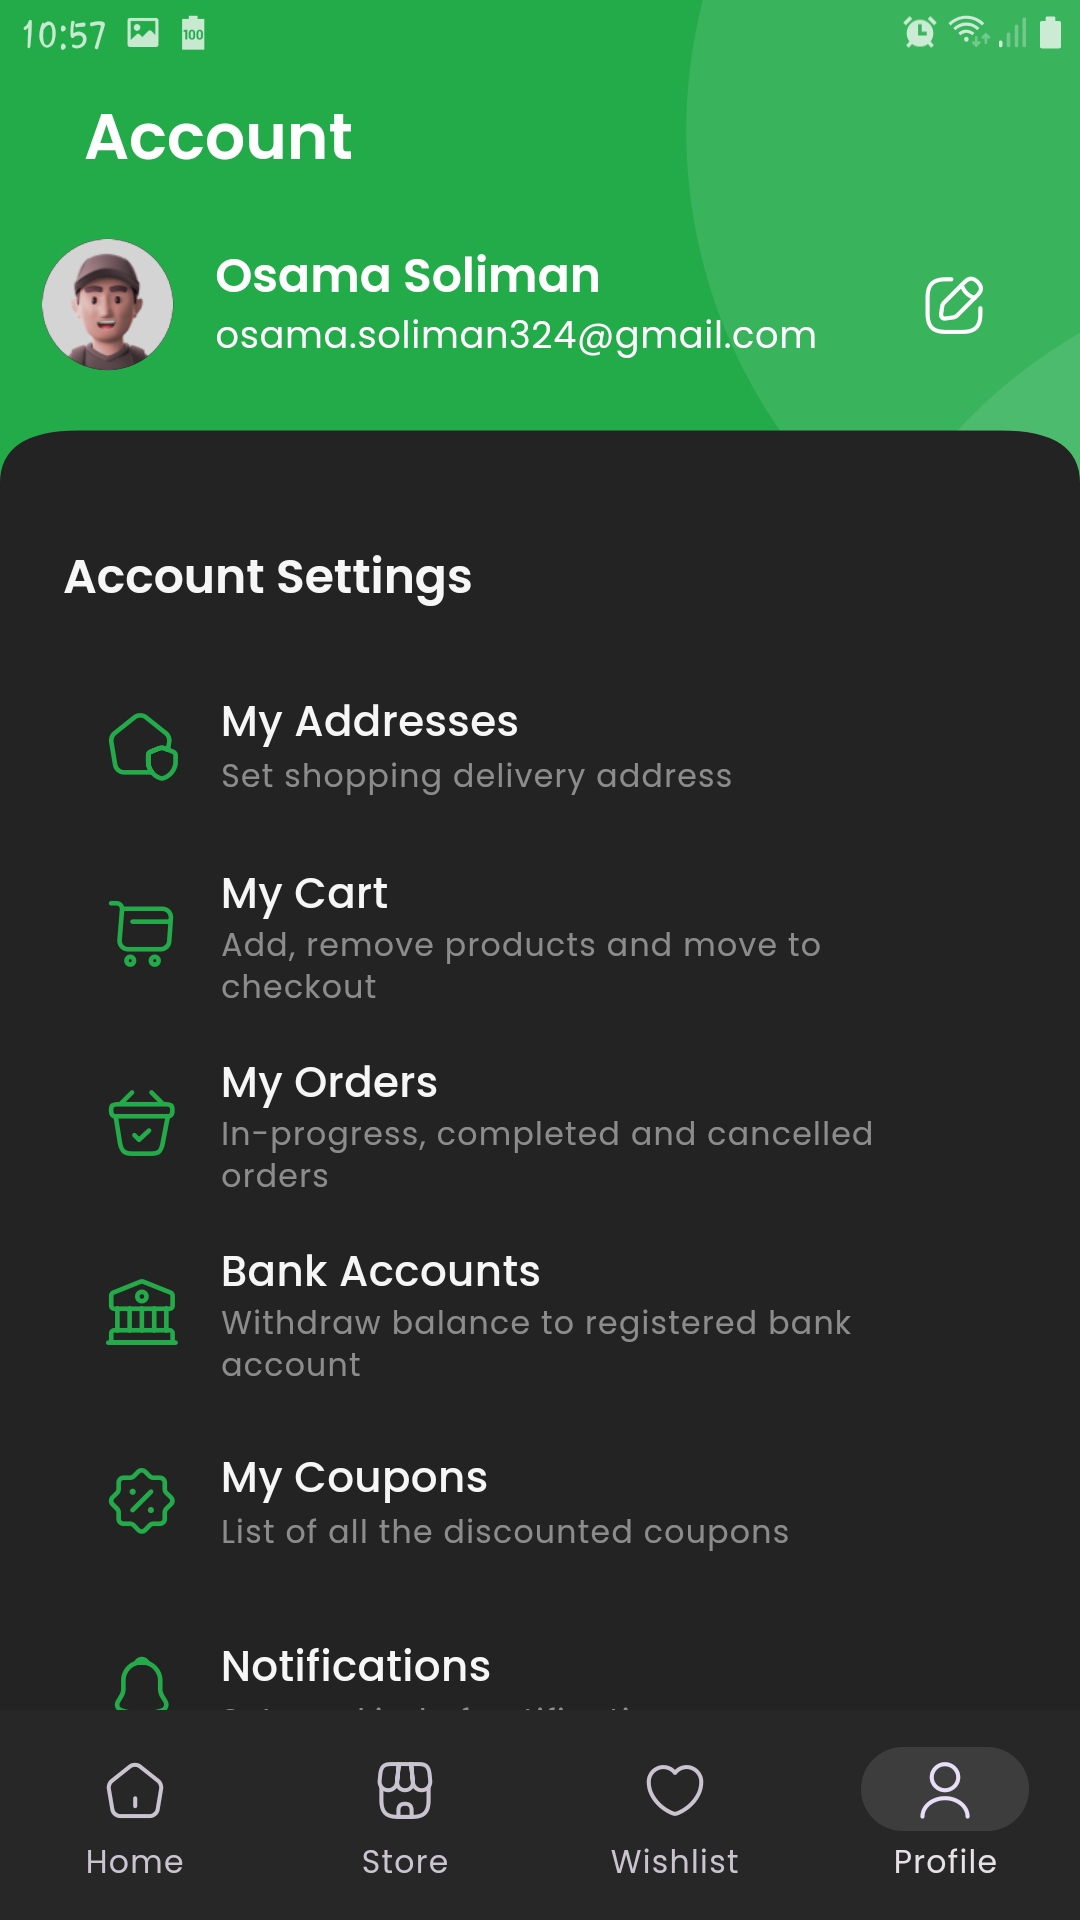 10:57
100
Account
Osama Soliman
osama.soliman324@gmail.com
Account Settings
My Addresses
Set shopping delivery address
My Cart
Add, remove products and move to
checkout
My Orders
In-progress, completed and cancelled
orders
Bank Accounts
Withdraw balance to registered bank
account
My Coupons
List of all the discounted coupons
Notifications
Home
Store
Wishlist
Profile